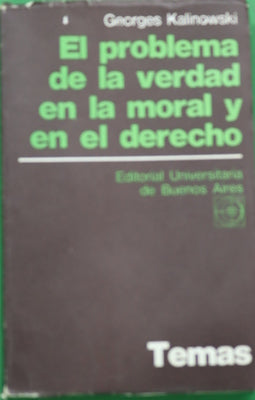 Georges Kalinowski
El problema
de la verdad
en la moral y
en el derecho
Editorial Universitaria
de Buenos Aires
Temas